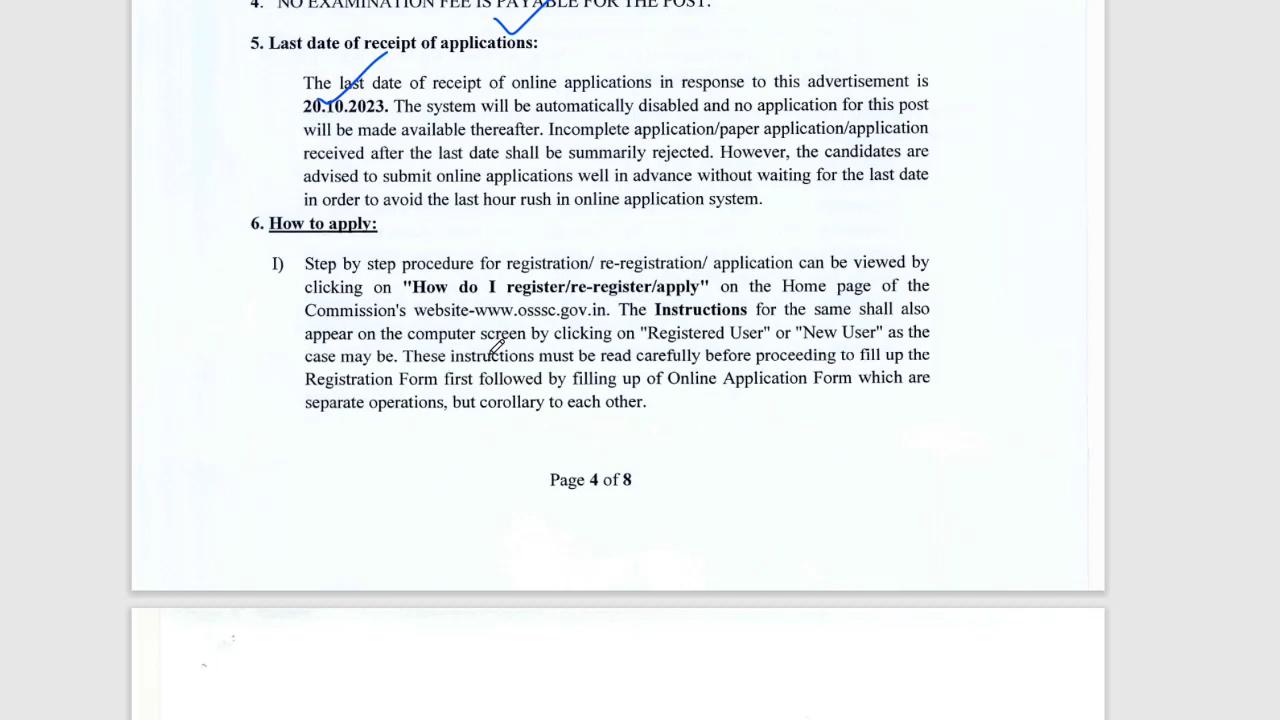 4. NO EXAMINATION FEE IS PAYABLE FOR THE POST.
5. Last date of receipt of applications:
The last date of receipt of online applications in response to this advertisement is
20.10.2023. The system will be automatically disabled and no application for this post
will be made available thereafter. Incomplete application/paper application/application
received after the last date shall be summarily rejected. However, the candidates are
advised to submit online applications well in advance without waiting for the last date
in order to avoid the last hour rush in online application system.
6. How to apply:
I) Step by step procedure for registration/ re-registration/ application can be viewed by
clicking on "How do I register/re-register/apply" on the Home page of the
Commission's website-www.osssc.gov.in. The Instructions for the same shall also
appear on the computer screen by clicking on "Registered User" or "New User" as the
case may be. These instructions must be read carefully before proceeding to fill up the
Registration Form first followed by filling up of Online Application Form which are
separate operations, but corollary to each other.
Page 4 of 8